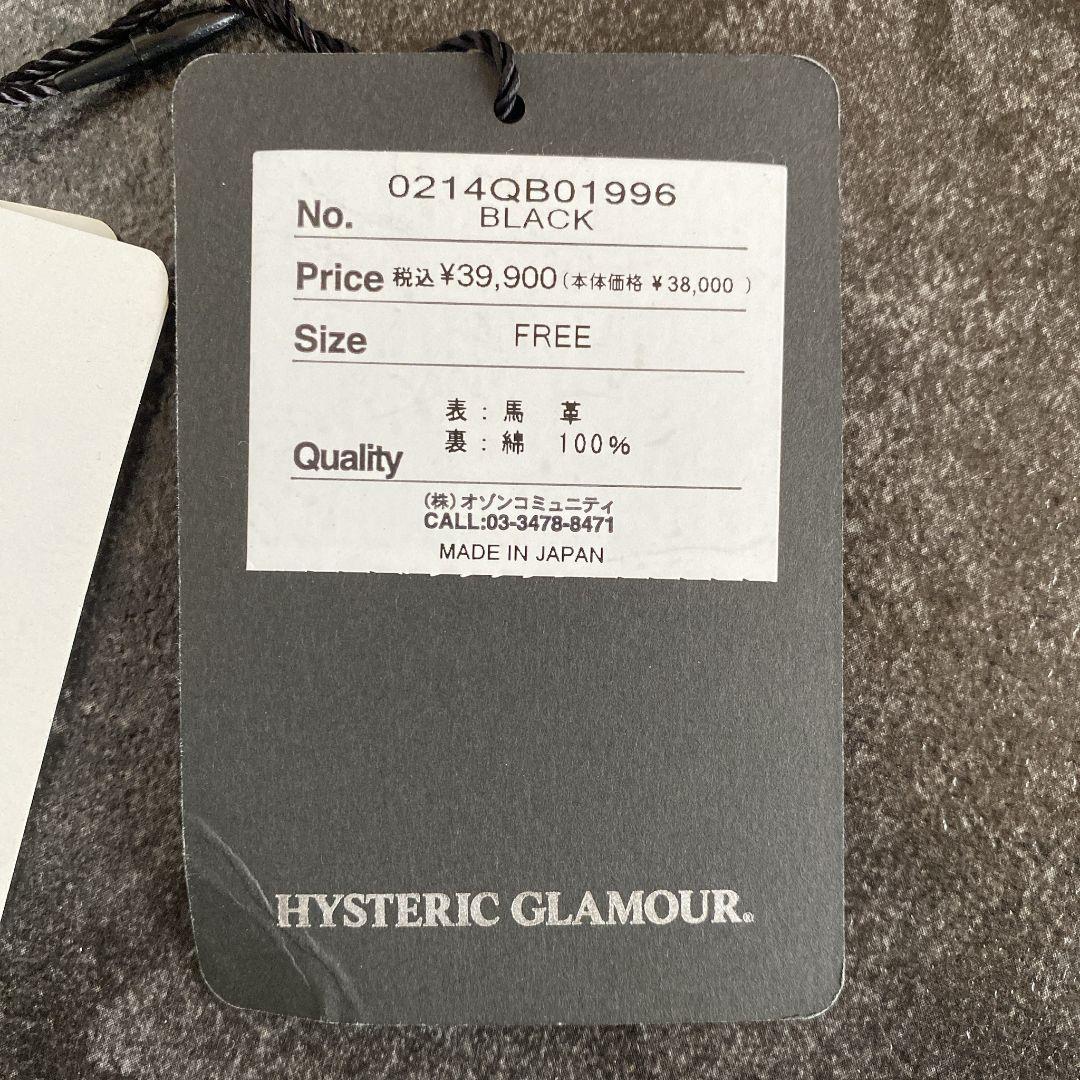 0214QB01996
No. BLACK
Price 税込 ¥39,900 (本体価格 ¥38,000 )
Size FREE
表:馬 革
裏:綿 100%
Quality
(株)オゾンコミュニティ
CALL:03-3478-8471
MADE IN JAPAN
HYSTERIC GLAMOUR®